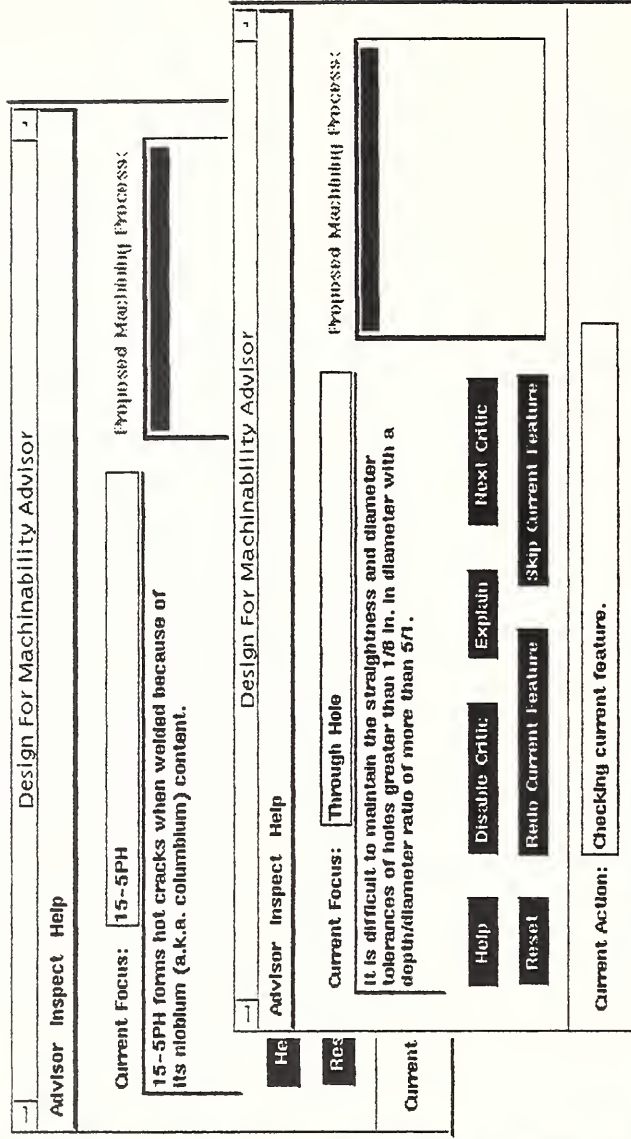 Design For Machinability Advisor
Advisor Inspect Help
Current Focus: 15-5PH
Proposed Machining Process:
15-5PH forms hot cracks when welded because of
its niobium (a.k.a. columbium) content.
He
Res
Current
Design For Machinability Advisor
Advisor Inspect Help
Current Focus: Through Hole
Proposed Machining Process:
It is difficult to maintain the straightness and diameter
tolerances of holes greater than 1/8 in. in diameter with a
depth/diameter ratio of more than 5/1.
Help Disable Critic Explain Next Critic
Reset Redo Current Feature Skip Current Feature
Current Action: Checking current feature.